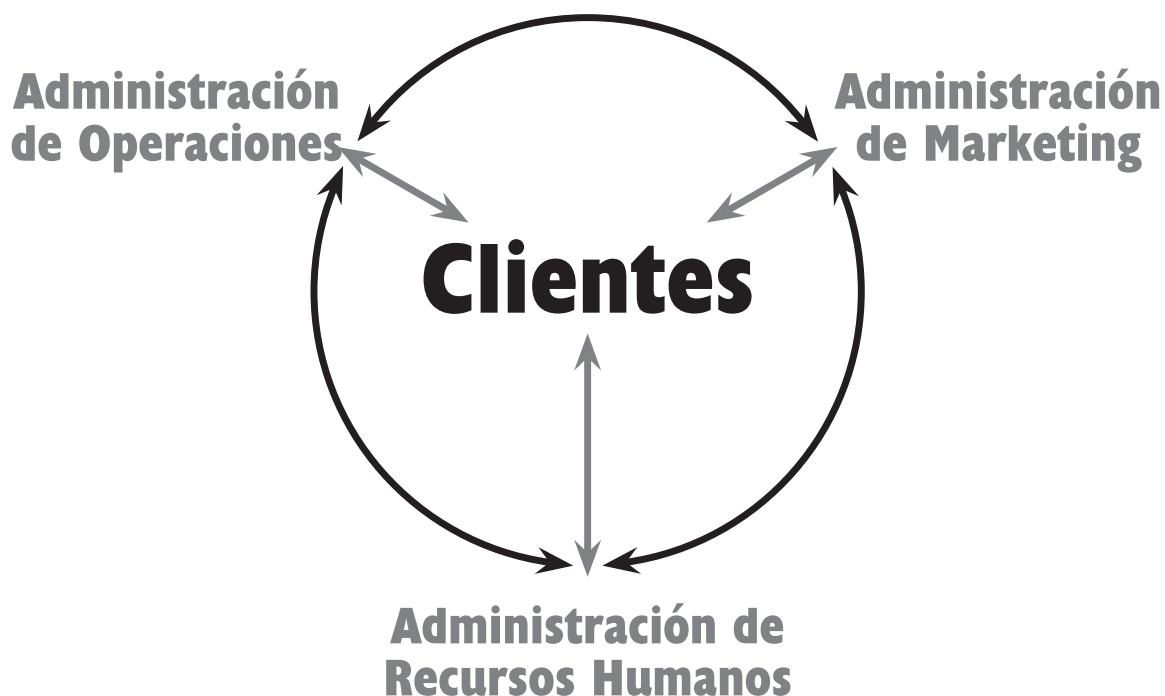 Administración
de Operaciones
Administración
de Marketing
Clientes
Administración de
Recursos Humanos